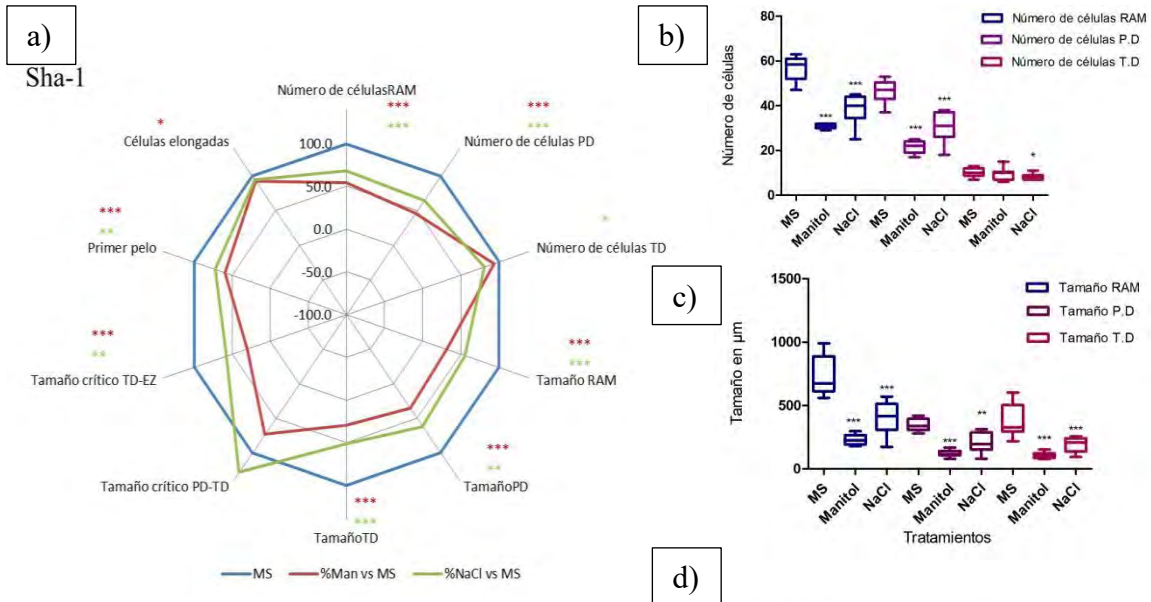 a)
Sha-1
Número de célulasRAM
***
***
***
***
Número de células PD
*
Número de células TD
***
***
Tamaño RAM
***
**
TamañoPD
***
***
TamañoTD
Tamaño crítico PD-TD
***
**
Tamaño crítico TD-EZ
***
**
Primer pelo
*
Células elongadas
100.0
50.0
0.0
-50.0
-100.0
MS
%Man vs MS
%NaCl vs MS
b)
Número de células
80
60
40
20
0
Número de células RAM
Número de células P.D
Número de células T.D
***
***
***
***
*
MS
Manitol
NaCl
MS
Manitol
NaCl
MS
Manitol
NaCl
c)
Tamaño en µm
1500
1000
500
0
Tamaño RAM
Tamaño P.D
Tamaño T.D
***
***
***
**
***
***
MS
Manitol
NaCl
MS
Manitol
NaCl
MS
Manitol
NaCl
Tratamientos
d)